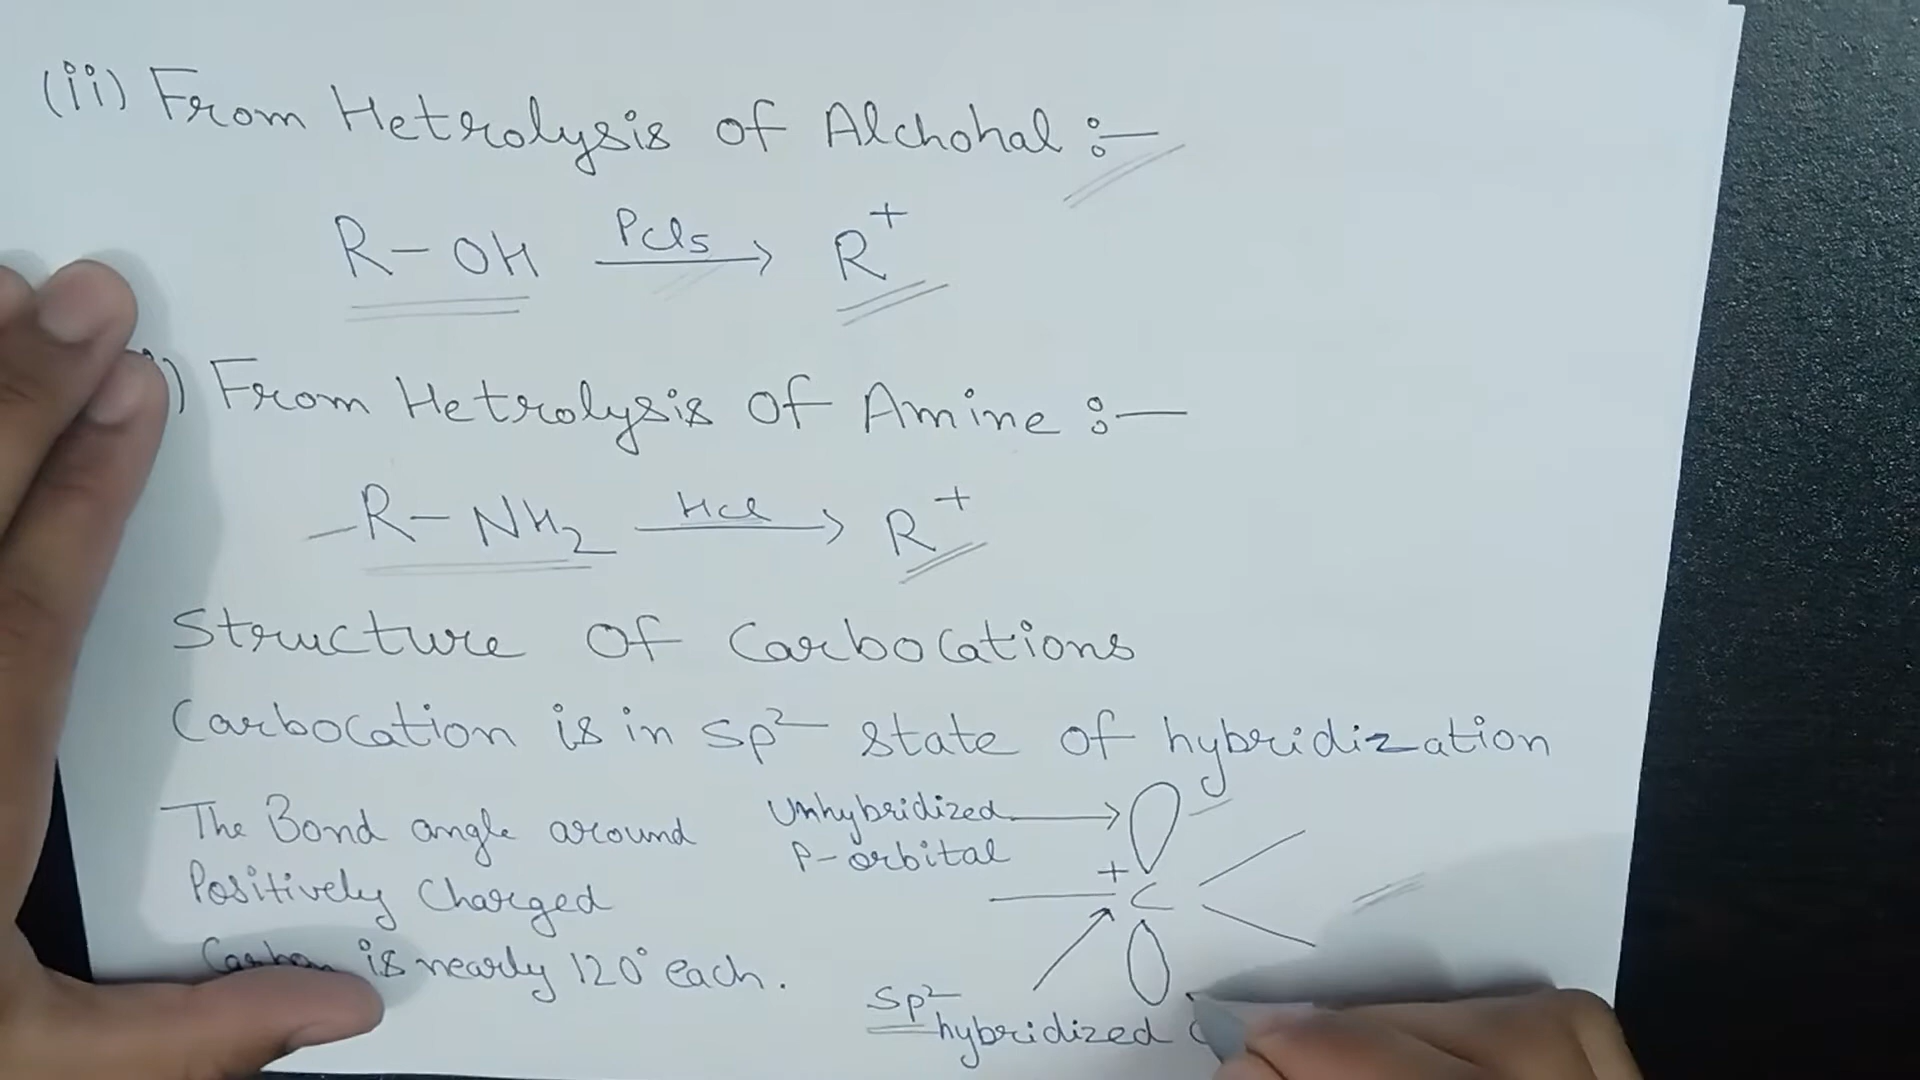 (ii) From Hetrolysis of Alchohal :-
R-OH PCl5 → R+
) From Hetrolysis of Amine :-
-R-NH2 HCl → R+
Structure of Carbocations
Carbocation is in sp2 state of hybridization
The Bond angle around
Positively Charged
Carbon is nearly 120° each.
Unhybridized →
P-orbital
+
C
Sp2
hybridized